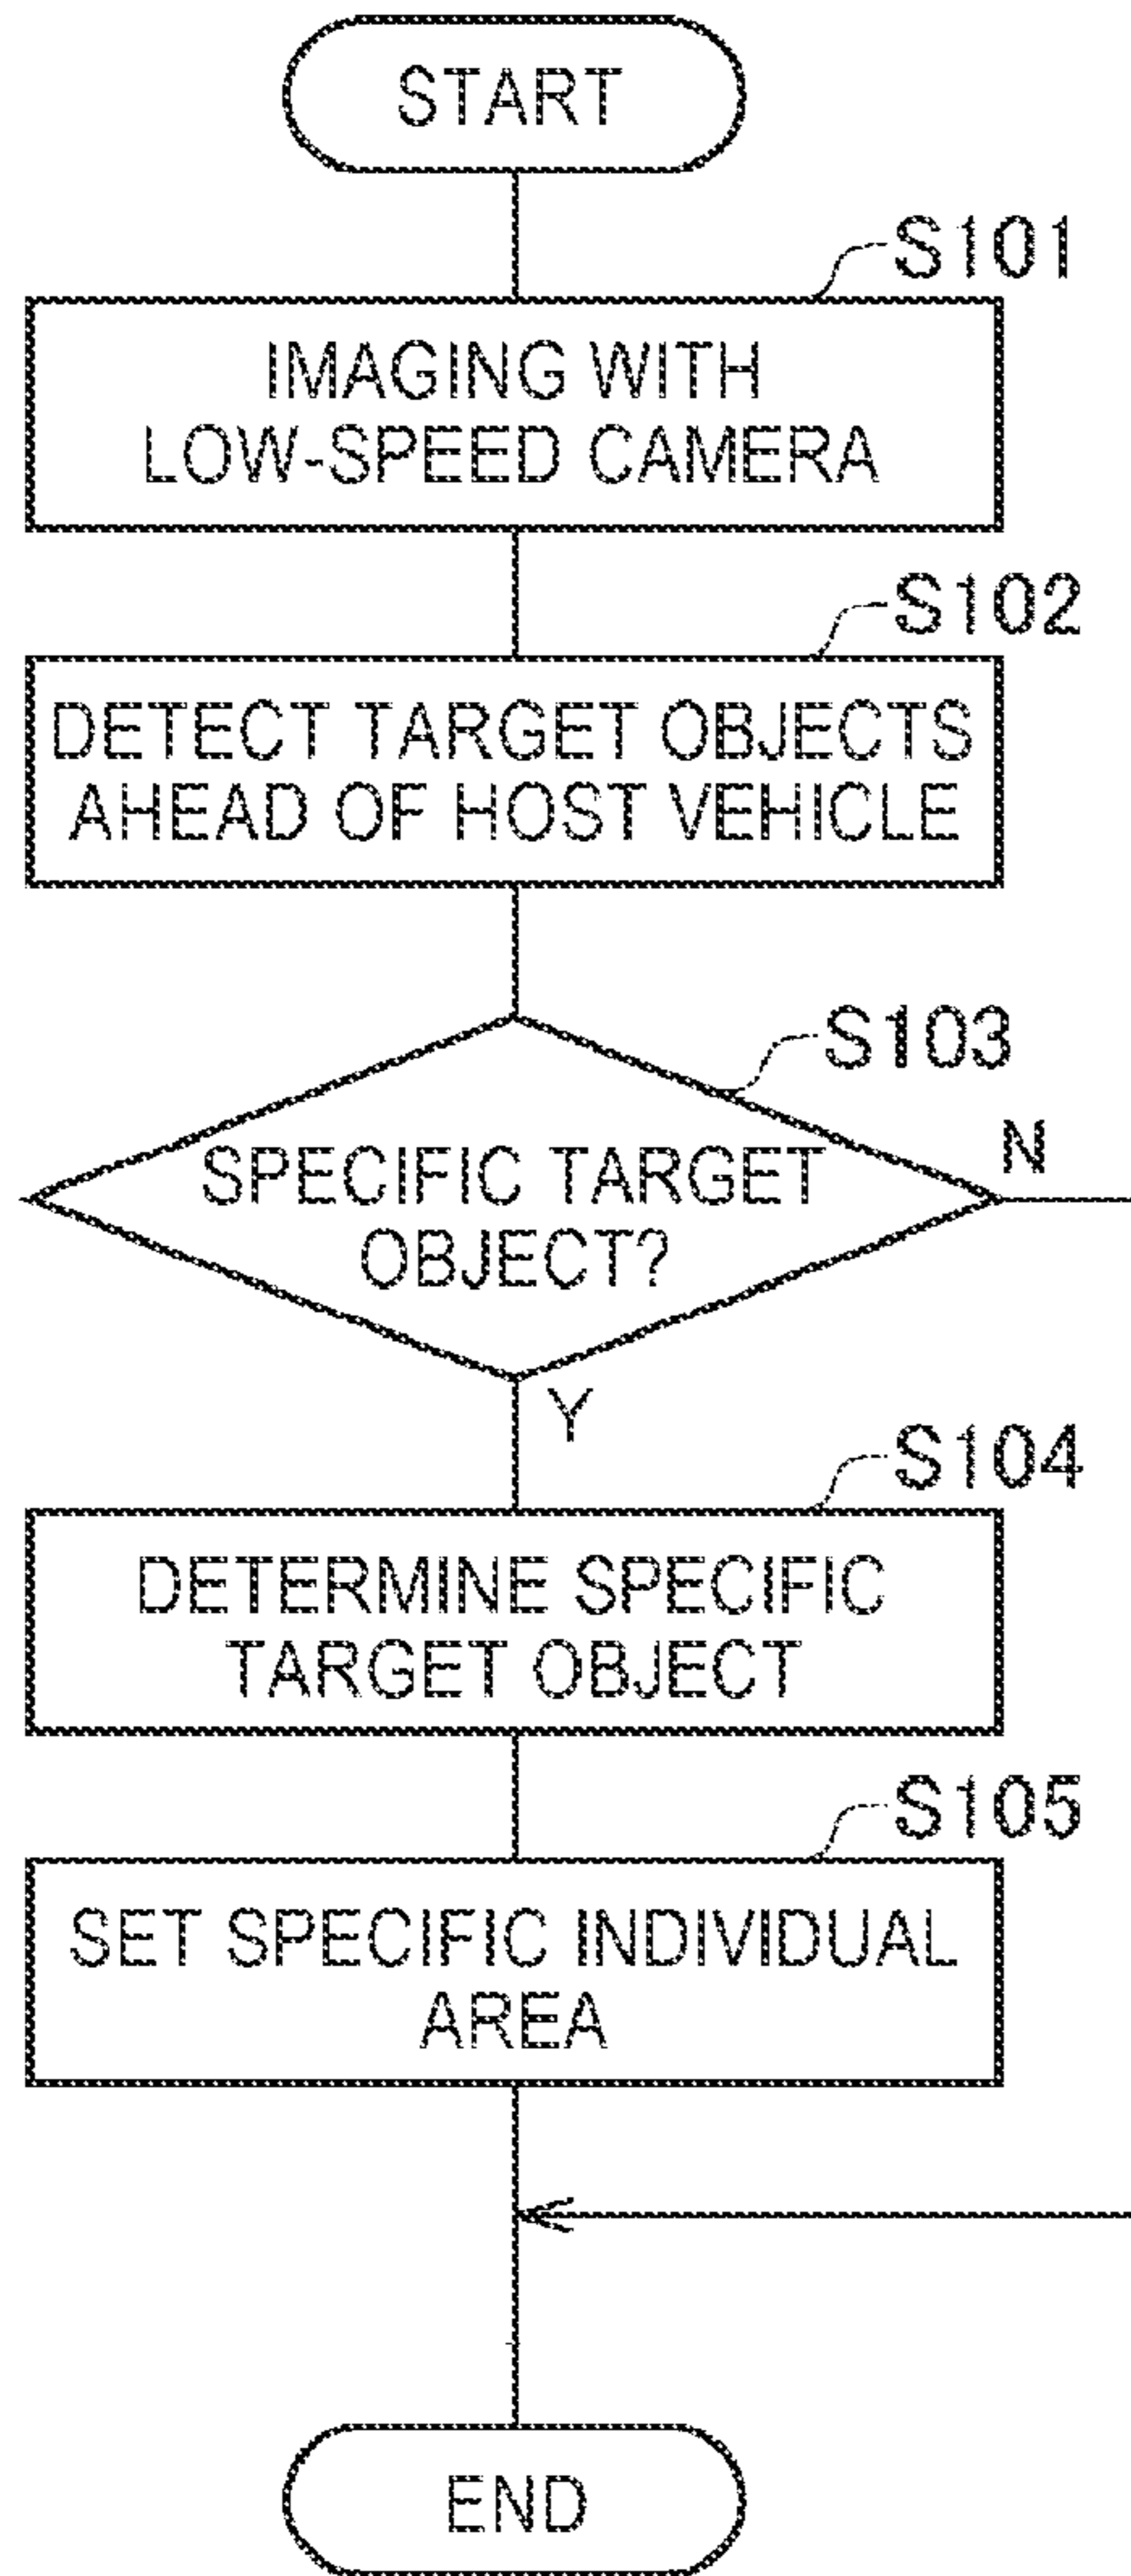 START
S101
IMAGING WITH
LOW-SPEED CAMERA
S102
DETECT TARGET OBJECTS
AHEAD OF HOST VEHICLE
S103
SPECIFIC TARGET
OBJECT?
N
Y
S104
DETERMINE SPECIFIC
TARGET OBJECT
S105
SET SPECIFIC INDIVIDUAL
AREA
END